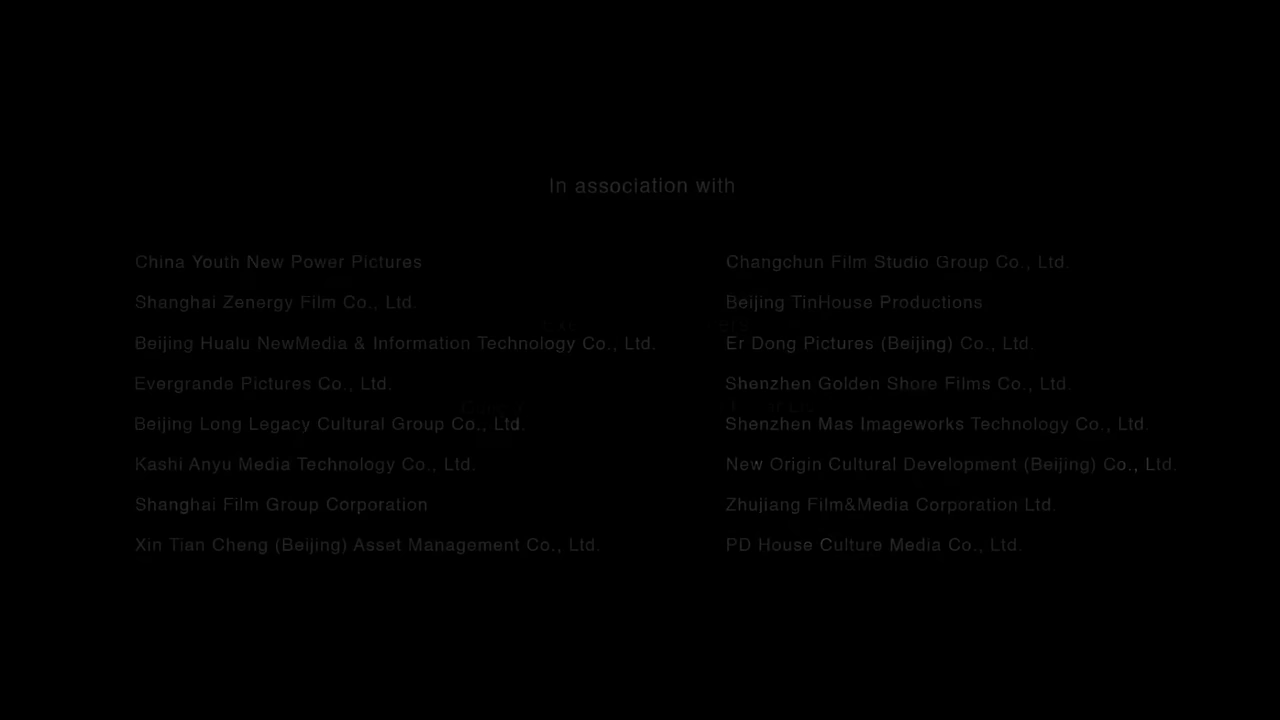 In association with
China Youth New Power Pictures
Shanghai Zenergy Film Co., Ltd.
Beijing Hualu NewMedia & Information Technology Co., Ltd.
Evergrande Pictures Co., Ltd.
Beijing Long Legacy Cultural Group Co., Ltd.
Kashi Anyu Media Technology Co., Ltd.
Shanghai Film Group Corporation
Xin Tian Cheng (Beijing) Asset Management Co., Ltd.
Changchun Film Studio Group Co., Ltd.
Beijing TinHouse Productions
Er Dong Pictures (Beijing) Co., Ltd.
Shenzhen Golden Shore Films Co., Ltd.
Shenzhen Mas Imageworks Technology Co., Ltd.
New Origin Cultural Development (Beijing) Co., Ltd.
Zhujiang Film&Media Corporation Ltd.
PD House Culture Media Co., Ltd.